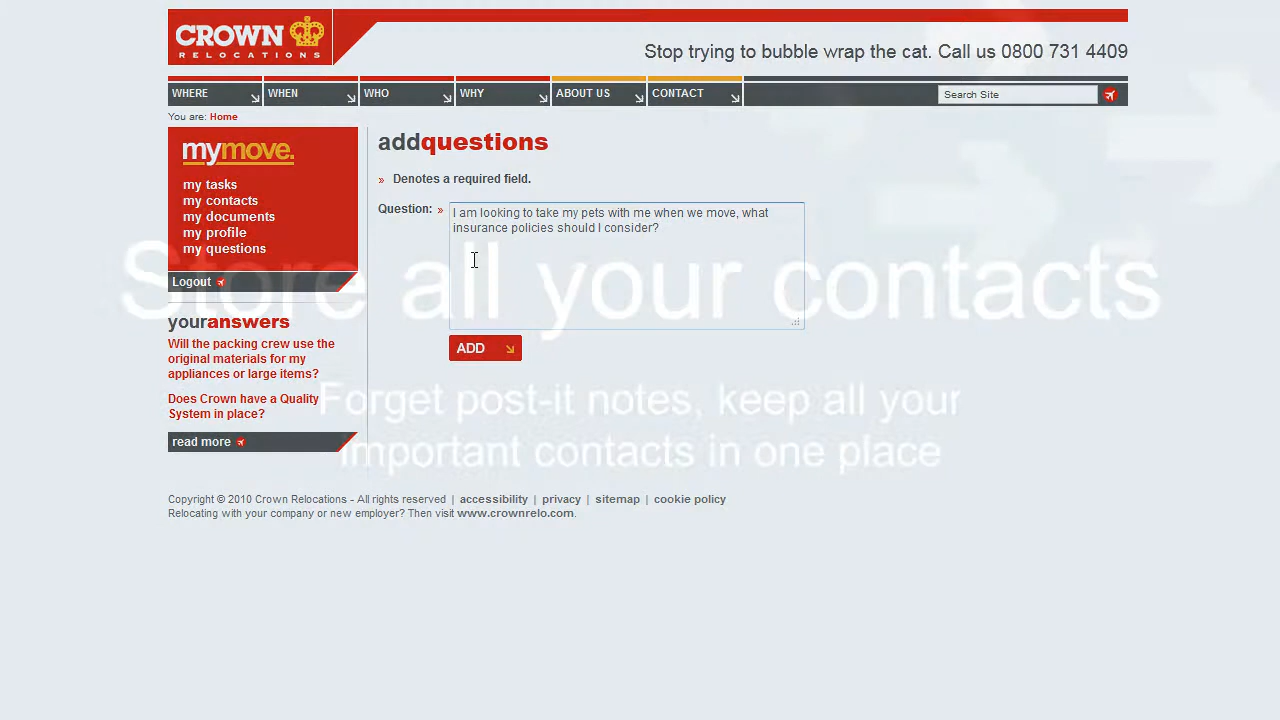 CROWN
RELOCATIONS
Stop trying to bubble wrap the cat. Call us 0800 731 4409
WHERE
WHEN
WHO
WHY
ABOUT US
CONTACT
Search Site
You are: Home
mymove.
my tasks
my contacts
my documents
my profile
my questions
Logout
youranswers
Will the packing crew use the
original materials for my
appliances or large items?
Does Crown have a Quality
System in place?
read more
addquestions
» Denotes a required field.
Question: »
I am looking to take my pets with me when we move, what
insurance policies should I consider?
ADD
Store all your contacts
Forget post-it notes, keep all your
important contacts in one place
Copyright © 2010 Crown Relocations - All rights reserved | accessibility | privacy | sitemap | cookie policy
Relocating with your company or new employer? Then visit www.crownrelo.com.